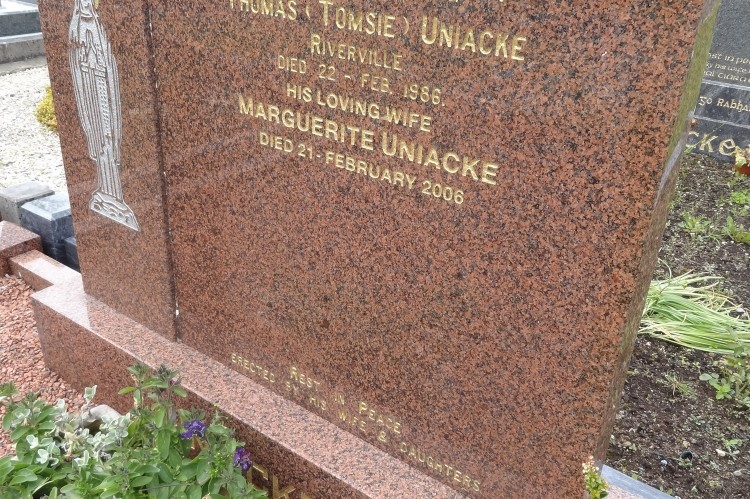 THOMAS (TOMSIE) UNIACKE
RIVERVILLE
DIED 22 - FEB. 1986.
HIS LOVING WIFE
MARGUERITE UNIACKE
DIED 21 - FEBRUARY 2006
REST IN PEACE
ERECTED BY HIS WIFE & DAUGHTERS